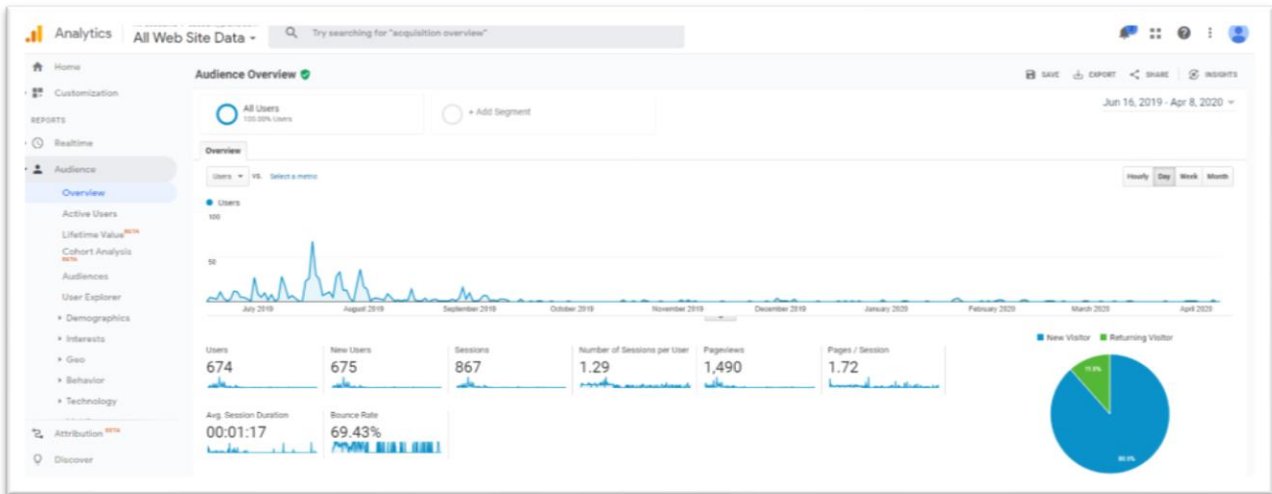 Analytics
All Web Site Data
Try searching for "acquisition overview"
Home
Customization
REPORTS
Realtime
Audience
Overview
Active Users
Lifetime Value BETA
Cohort Analysis
BETA
Audiences
User Explorer
Demographics
Interests
Geo
Behavior
Technology
Attribution BETA
Discover
Audience Overview
SAVE EXPORT SHARE INSIGHTS
All Users
100.00% Users
+ Add Segment
Jun 16, 2019 - Apr 8, 2020
Overview
Users VS. Select a metric
Hourly Day Week Month
Users
100
50
July 2019 August 2019 September 2019 October 2019 November 2019 December 2019 January 2020 February 2020 March 2020 April 2020
New Visitor Returning Visitor
Users
674
New Users
675
Sessions
867
Number of Sessions per User
1.29
Pageviews
1,490
Pages / Session
1.72
Avg. Session Duration
00:01:17
Bounce Rate
69.43%